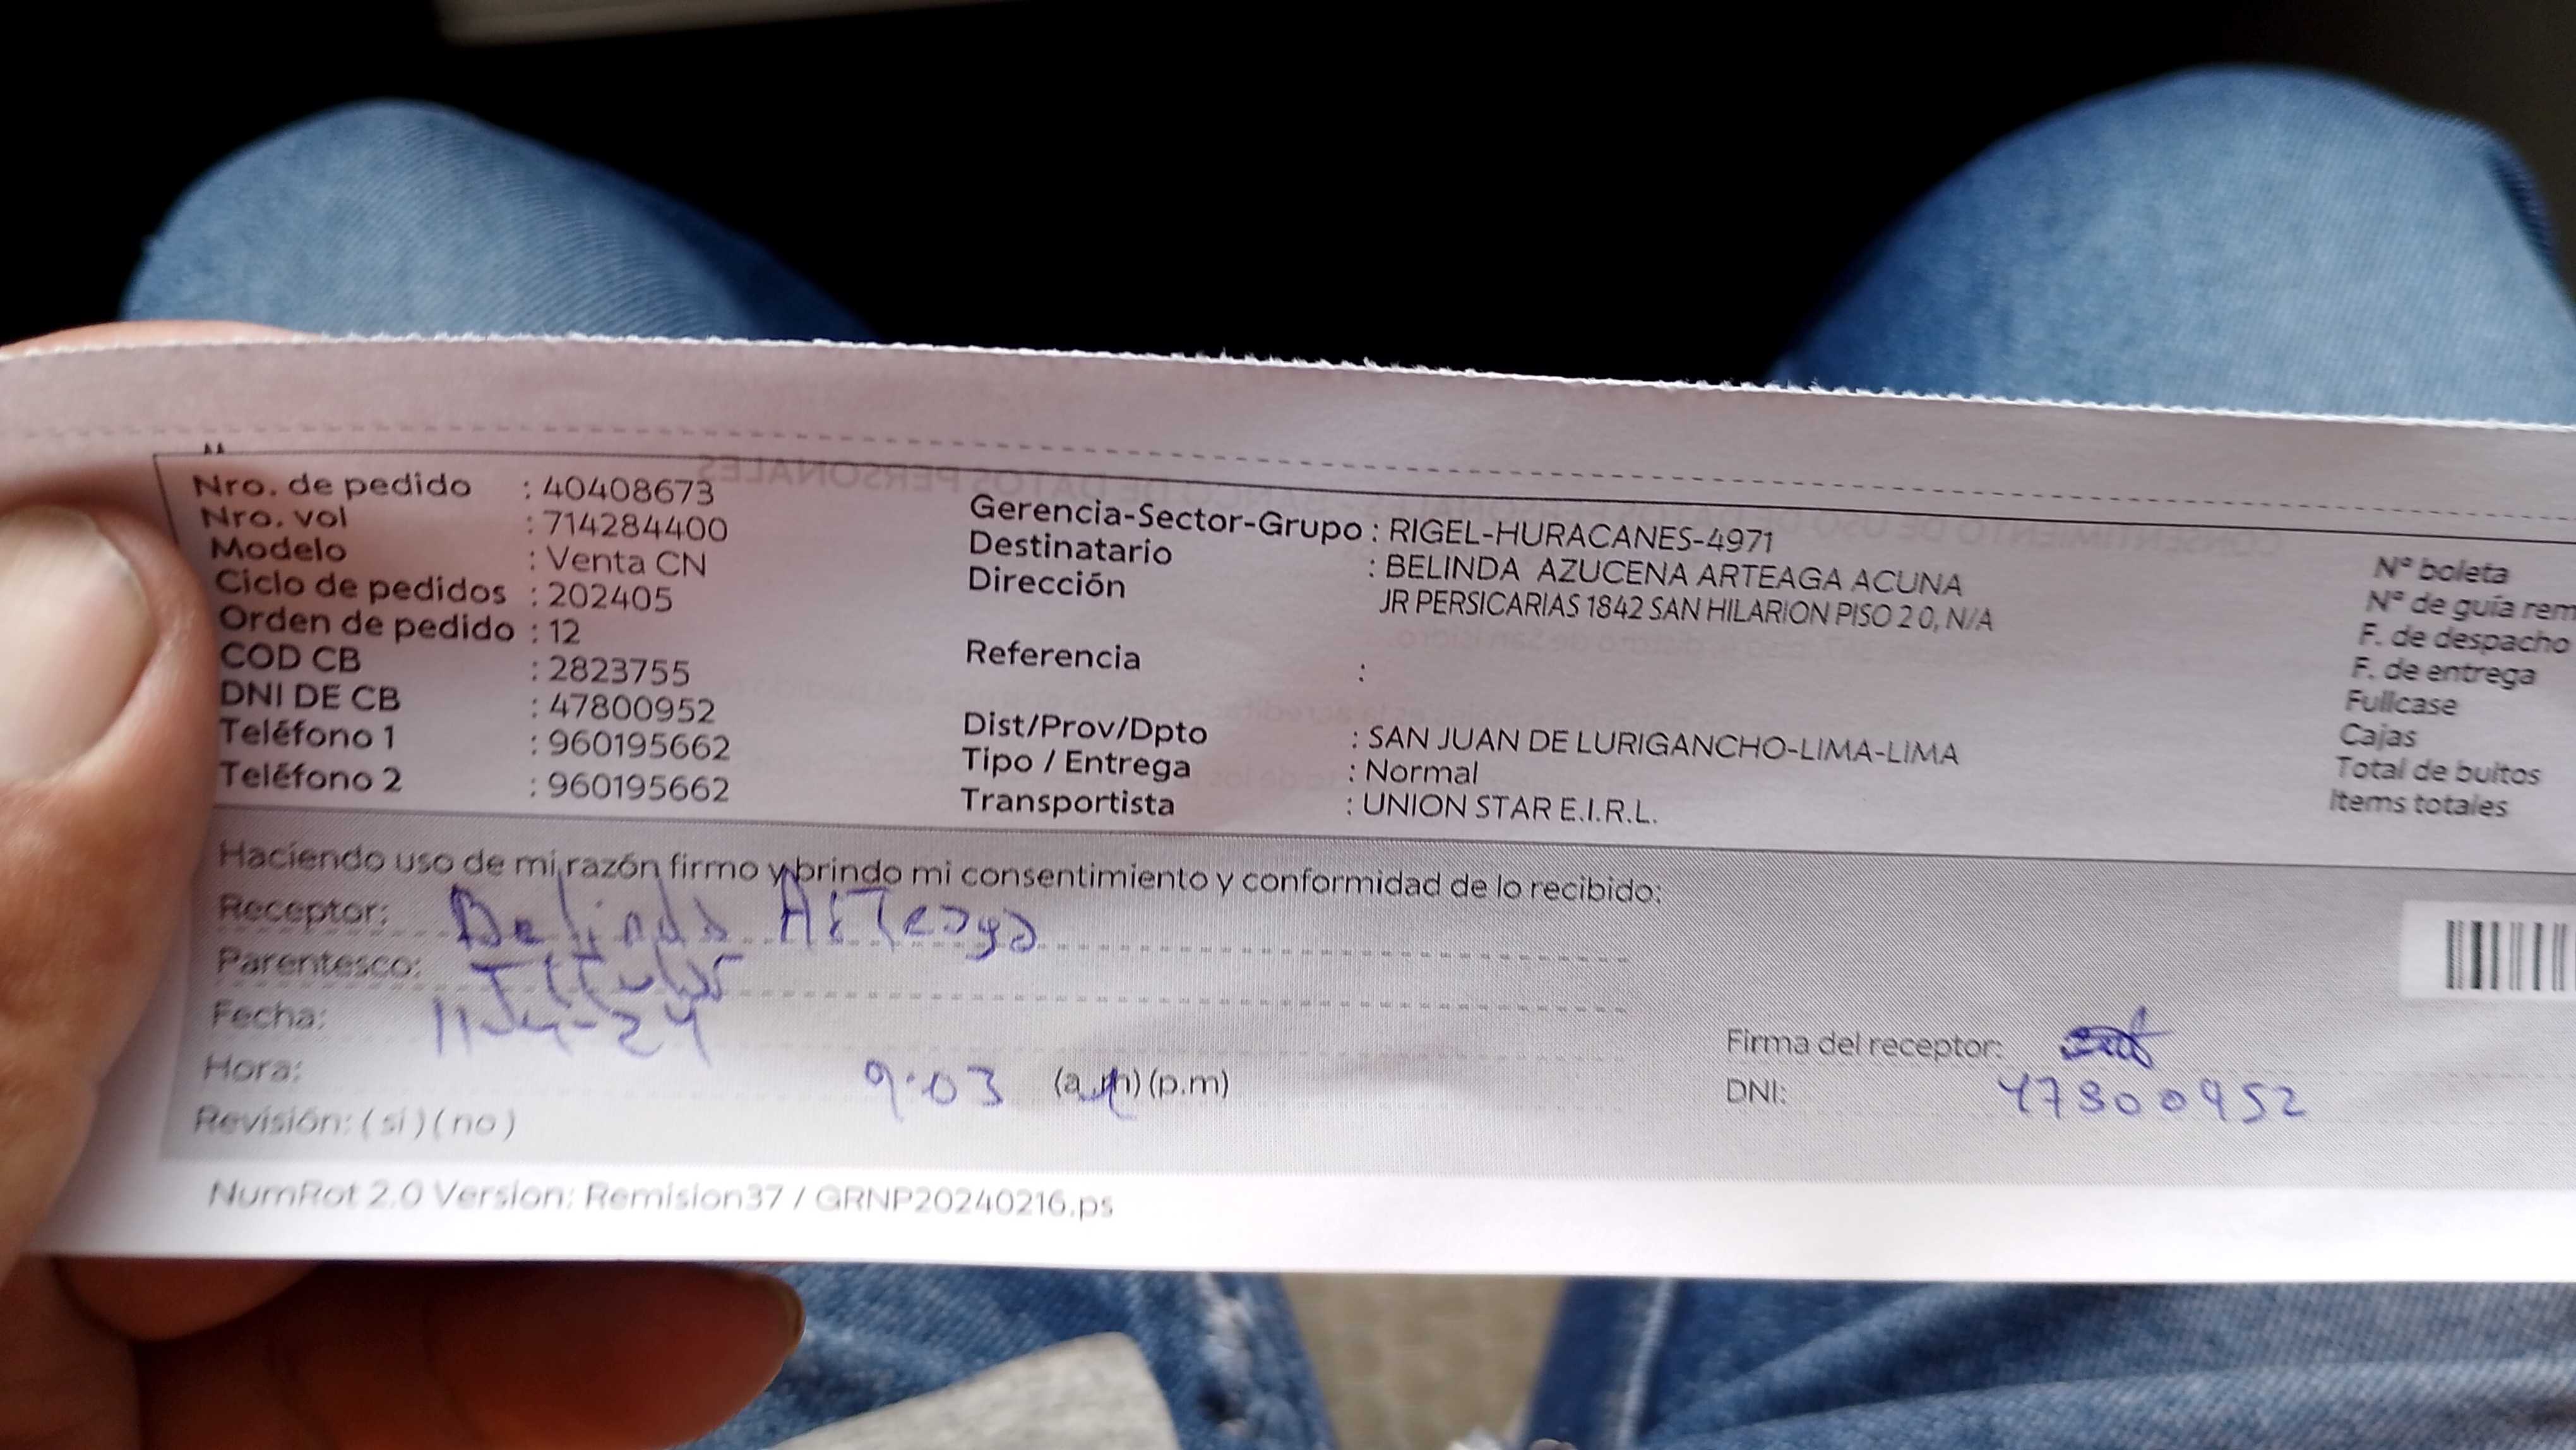 Nro. de pedido : 40408673
Nro. vol : 714284400
Modelo : Venta CN
Ciclo de pedidos : 202405
Orden de pedido : 12
COD CB : 2823755
DNI DE CB : 47800952
Teléfono 1 : 960195662
Teléfono 2 : 960195662
Gerencia-Sector-Grupo : RIGEL-HURACANES-4971
Destinatario : BELINDA AZUCENA ARTEAGA ACUNA
Dirección JR PERSICARIAS 1842 SAN HILARION PISO 2 0, N/A
Referencia :
Dist/Prov/Dpto : SAN JUAN DE LURIGANCHO-LIMA-LIMA
Tipo / Entrega : Normal
Transportista : UNION STAR E.I.R.L.
N° boleta
N° de guía rem
F. de despacho
F. de entrega
Fullcase
Cajas
Total de bultos
Items totales
Haciendo uso de mi razón firmo y brindo mi consentimiento y conformidad de lo recibido:
Receptor: Belinda Arteaga
Parentesco: Titular
Fecha: 11-04-24
Hora: 9:03 (a.m) (p.m)
Revisión: ( si ) ( no )
Firma del receptor:
DNI: 47800952
NumRot 2.0 Version: Remision37 / GRNP20240216.ps